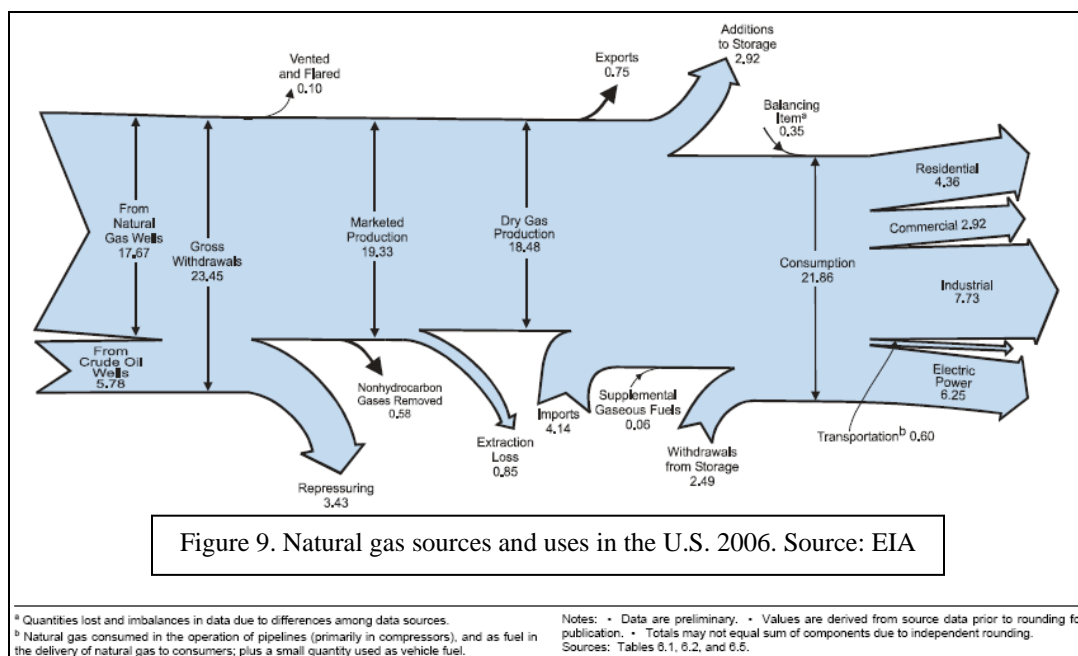 Vented
and Flared
0.10
Exports
0.75
Additions
to Storage
2.92
Balancing
Itemᵃ
0.35
From
Natural
Gas Wells
17.67
Gross
Withdrawals
23.45
Marketed
Production
19.33
Dry Gas
Production
18.48
Consumption
21.86
Residential
4.36
Commercial 2.92
Industrial
7.73
Electric
Power
6.25
Transportationᵇ 0.60
From
Crude Oil
Wells
5.78
Repressuring
3.43
Nonhydrocarbon
Gases Removed
0.58
Extraction
Loss
0.85
Imports
4.14
Supplemental
Gaseous Fuels
0.06
Withdrawals
from Storage
2.49
Figure 9. Natural gas sources and uses in the U.S. 2006. Source: EIA
ᵃ Quantities lost and imbalances in data due to differences among data sources.
ᵇ Natural gas consumed in the operation of pipelines (primarily in compressors), and as fuel in
the delivery of natural gas to consumers; plus a small quantity used as vehicle fuel.
Notes: • Data are preliminary. • Values are derived from source data prior to rounding fo
publication. • Totals may not equal sum of components due to independent rounding.
Sources: Tables 6.1, 6.2, and 6.5.